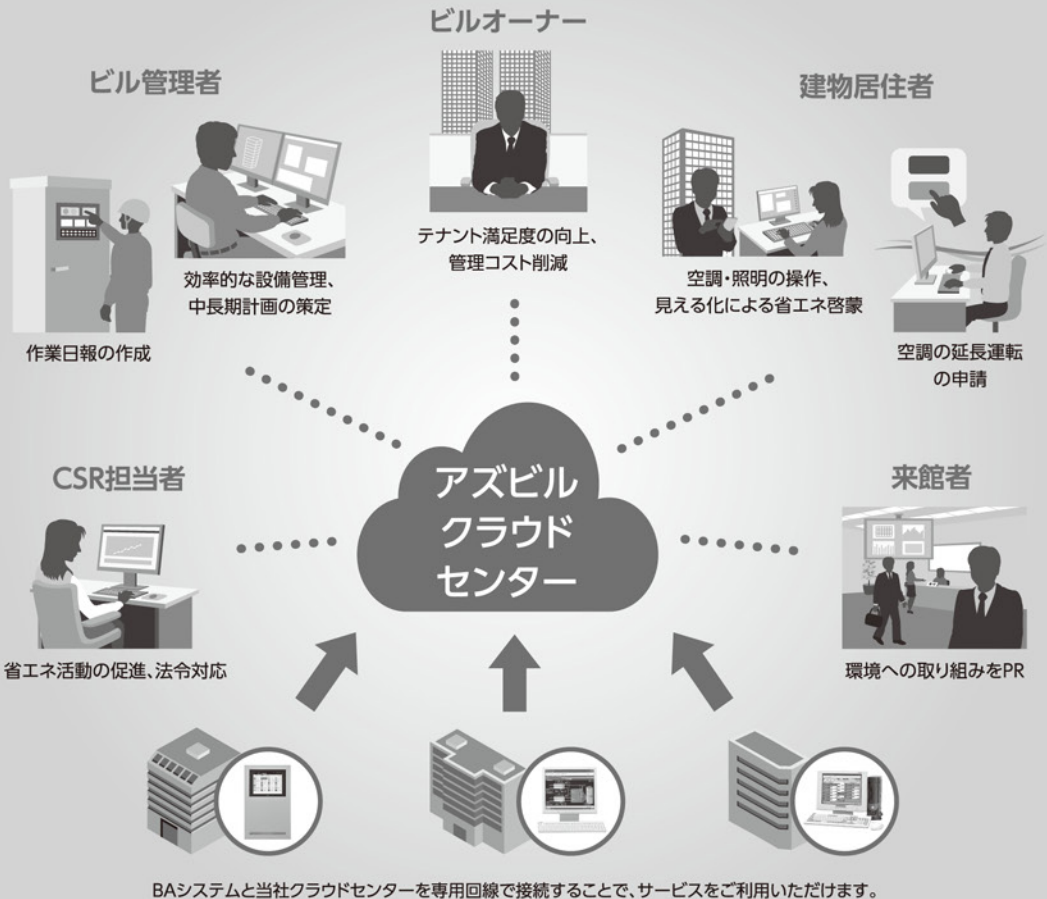 ビルオーナー
ビル管理者
建物居住者
テナント満足度の向上、
管理コスト削減
効率的な設備管理、
中長期計画の策定
空調・照明の操作、
見える化による省エネ啓蒙
作業日報の作成
空調の延長運転
の申請
CSR担当者
アズビル
クラウド
センター
来館者
省エネ活動の促進、法令対応
環境への取り組みをPR
BAシステムと当社クラウドセンターを専用回線で接続することで、サービスをご利用いただけます。